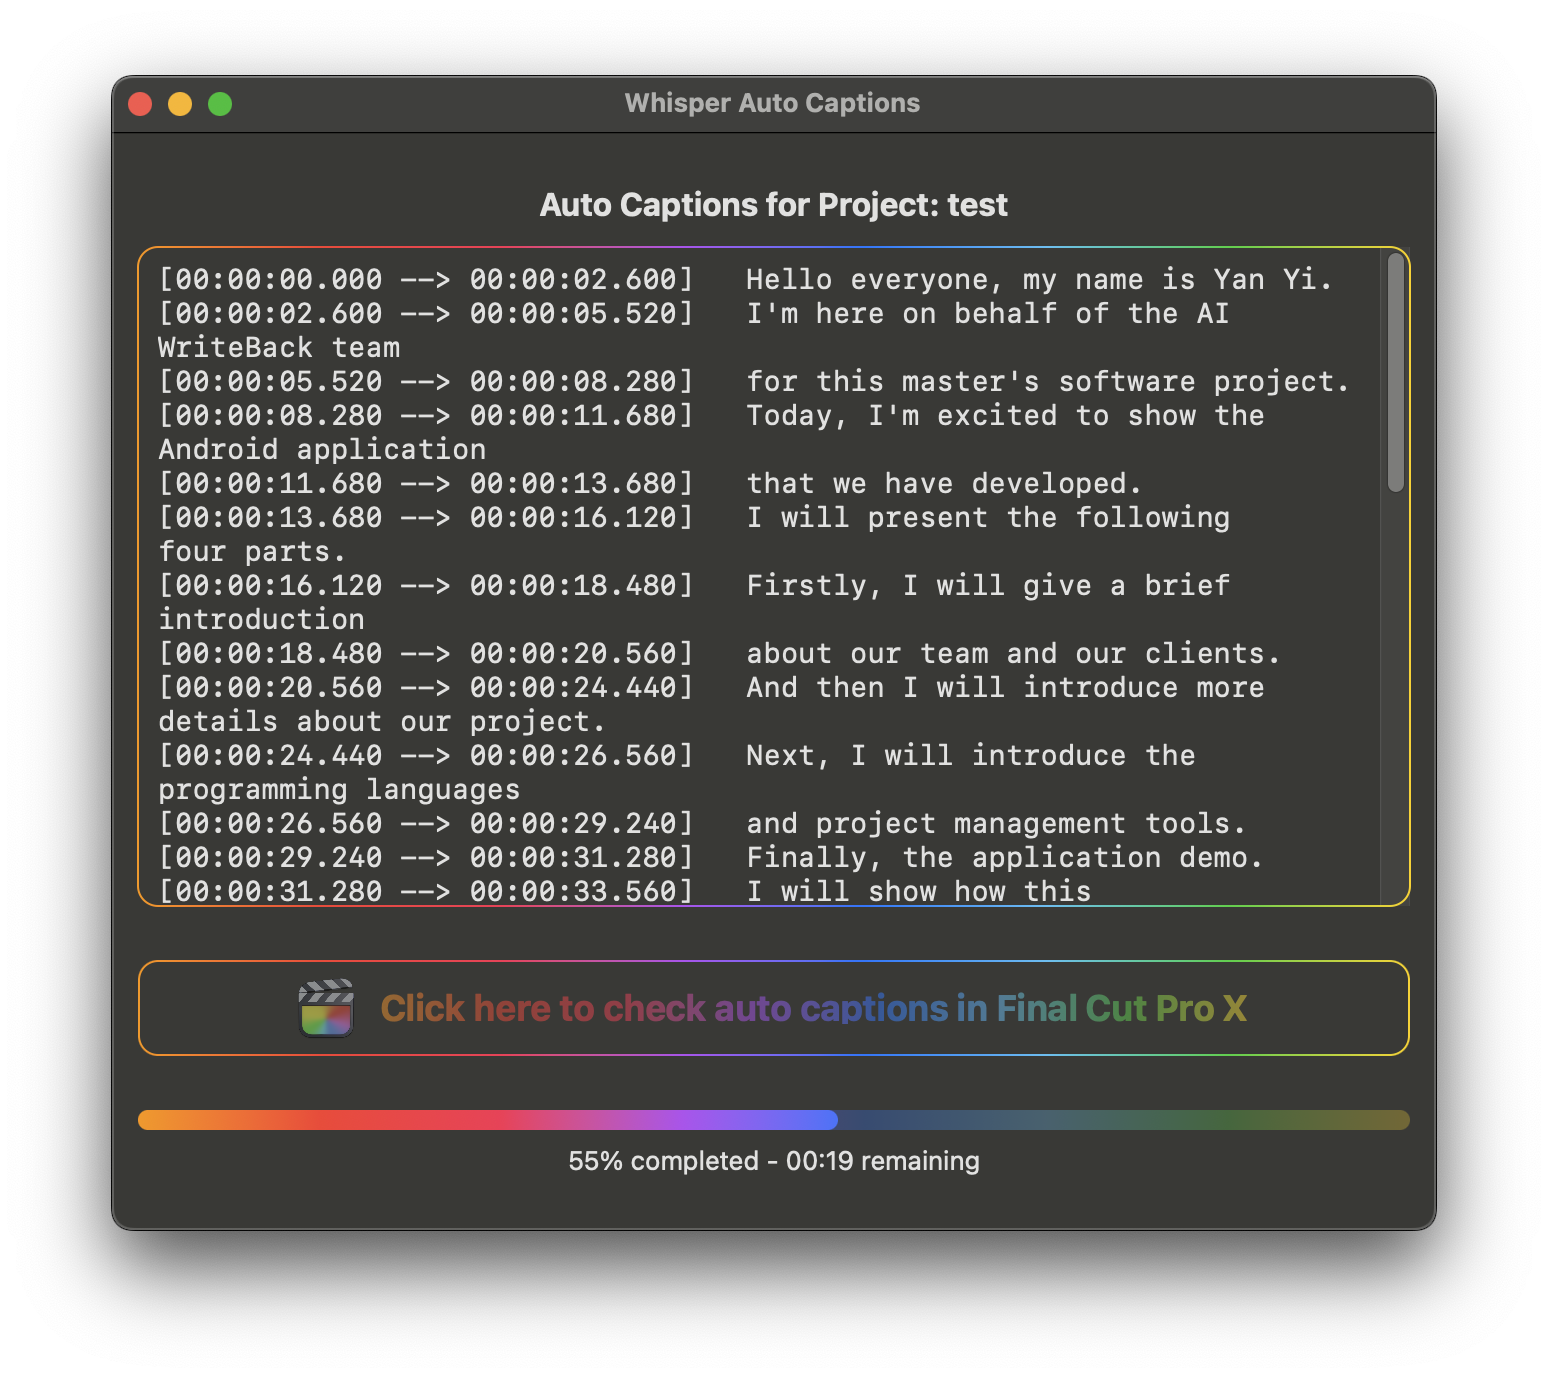 Whisper Auto Captions
Auto Captions for Project: test
[00:00:00.000 --> 00:00:02.600]   Hello everyone, my name is Yan Yi.
[00:00:02.600 --> 00:00:05.520]   I'm here on behalf of the AI
WriteBack team
[00:00:05.520 --> 00:00:08.280]   for this master's software project.
[00:00:08.280 --> 00:00:11.680]   Today, I'm excited to show the
Android application
[00:00:11.680 --> 00:00:13.680]   that we have developed.
[00:00:13.680 --> 00:00:16.120]   I will present the following
four parts.
[00:00:16.120 --> 00:00:18.480]   Firstly, I will give a brief
introduction
[00:00:18.480 --> 00:00:20.560]   about our team and our clients.
[00:00:20.560 --> 00:00:24.440]   And then I will introduce more
details about our project.
[00:00:24.440 --> 00:00:26.560]   Next, I will introduce the
programming languages
[00:00:26.560 --> 00:00:29.240]   and project management tools.
[00:00:29.240 --> 00:00:31.280]   Finally, the application demo.
[00:00:31.280 --> 00:00:33.560]   I will show how this
Click here to check auto captions in Final Cut Pro X
55% completed - 00:19 remaining